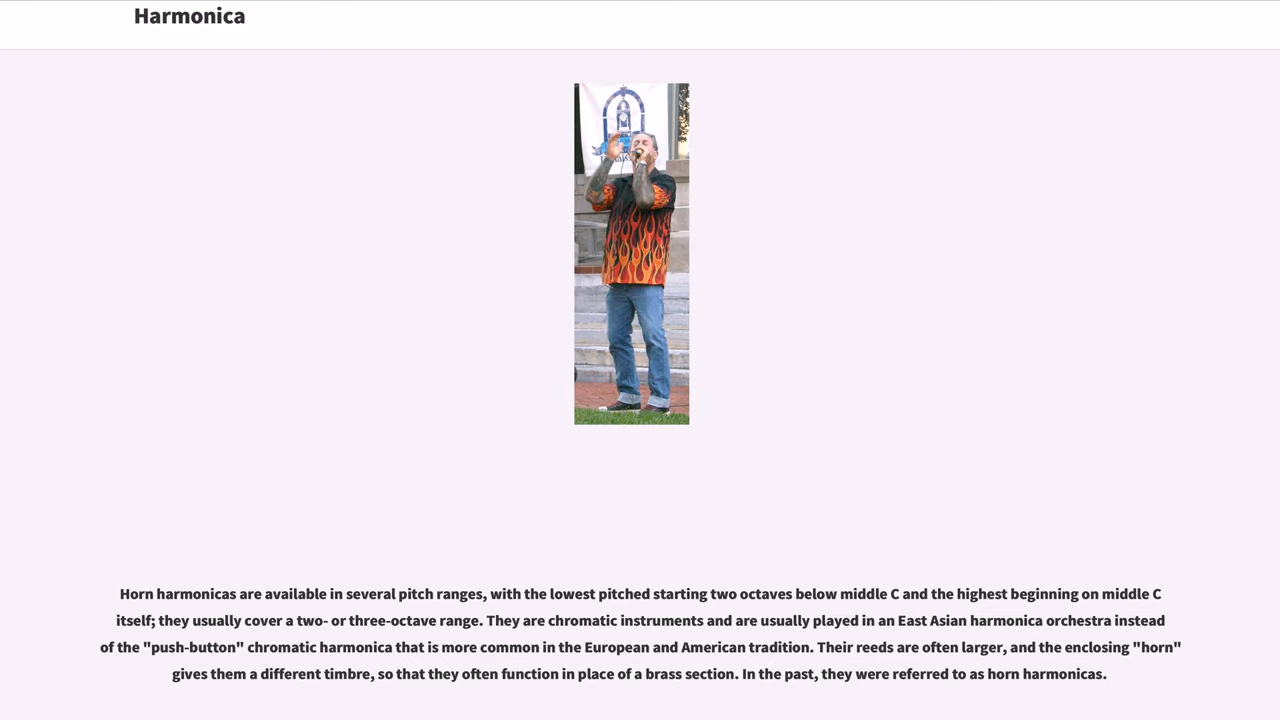 Harmonica
Horn harmonicas are available in several pitch ranges, with the lowest pitched starting two octaves below middle C and the highest beginning on middle C
itself; they usually cover a two- or three-octave range. They are chromatic instruments and are usually played in an East Asian harmonica orchestra instead
of the "push-button" chromatic harmonica that is more common in the European and American tradition. Their reeds are often larger, and the enclosing "horn"
gives them a different timbre, so that they often function in place of a brass section. In the past, they were referred to as horn harmonicas.